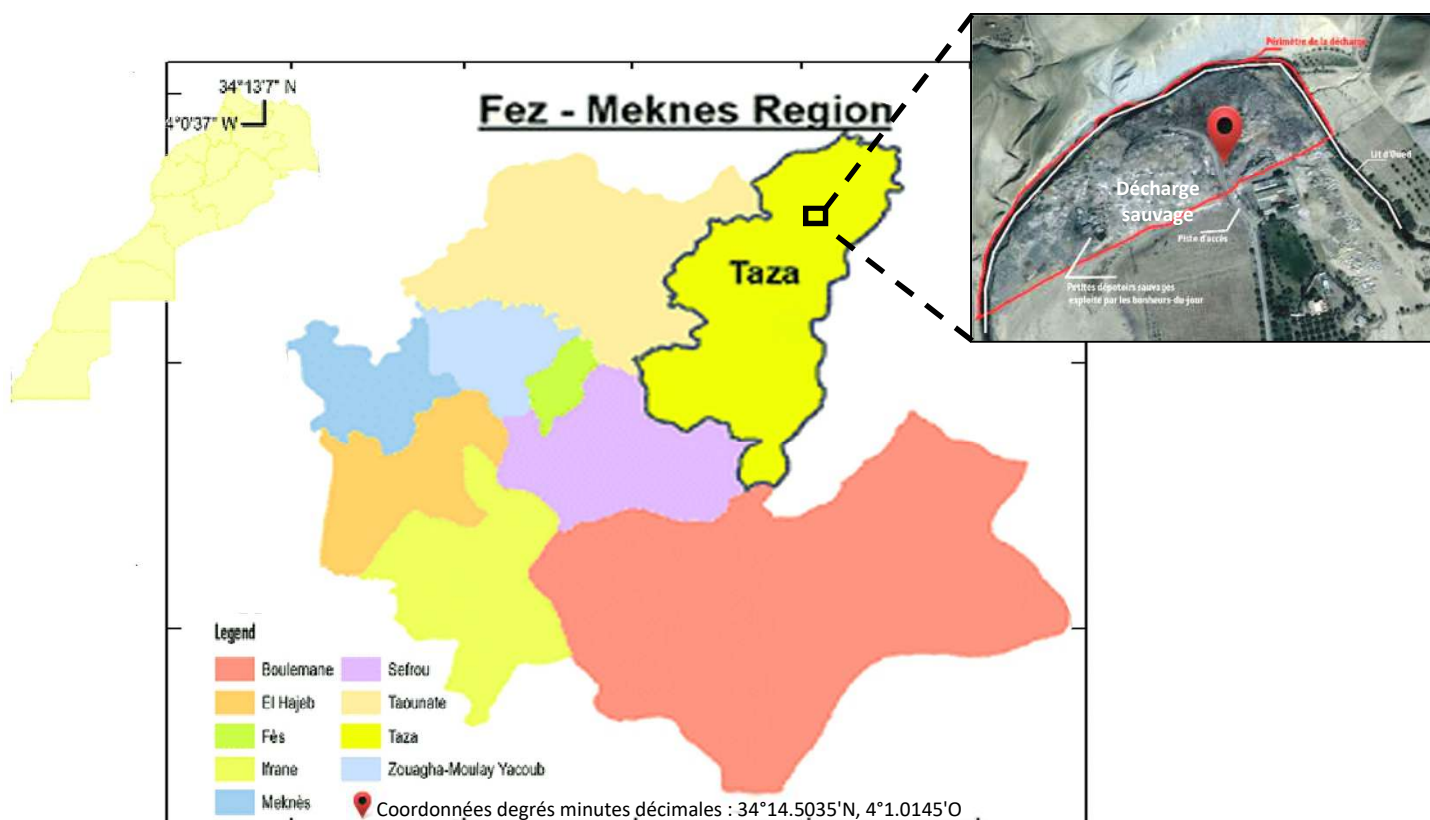 34°13'7" N
4°0'37" W
Fez - Meknes Region
Taza
Périmètre de la décharge
Lit d'Oued
Décharge
sauvage
Piste d'accès
Petites dépotoirs sauvages
exploité par les bonheurs-du-jour
Legend
Boulemane
Sefrou
El Hajeb
Taounate
Fès
Taza
Ifrane
Zouagha-Moulay Yacoub
Meknès
Coordonnées degrés minutes décimales : 34°14.5035'N, 4°1.0145'O